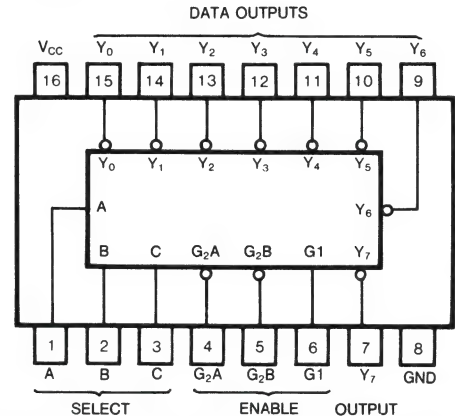 DATA OUTPUTS
VCC Y0 Y1 Y2 Y3 Y4 Y5 Y6
16 15 14 13 12 11 10 9
Y0 Y1 Y2 Y3 Y4 Y5
A Y6
B C G2A G2B G1 Y7
1 2 3 4 5 6 7 8
A B C G2A G2B G1 Y7 GND
SELECT ENABLE OUTPUT